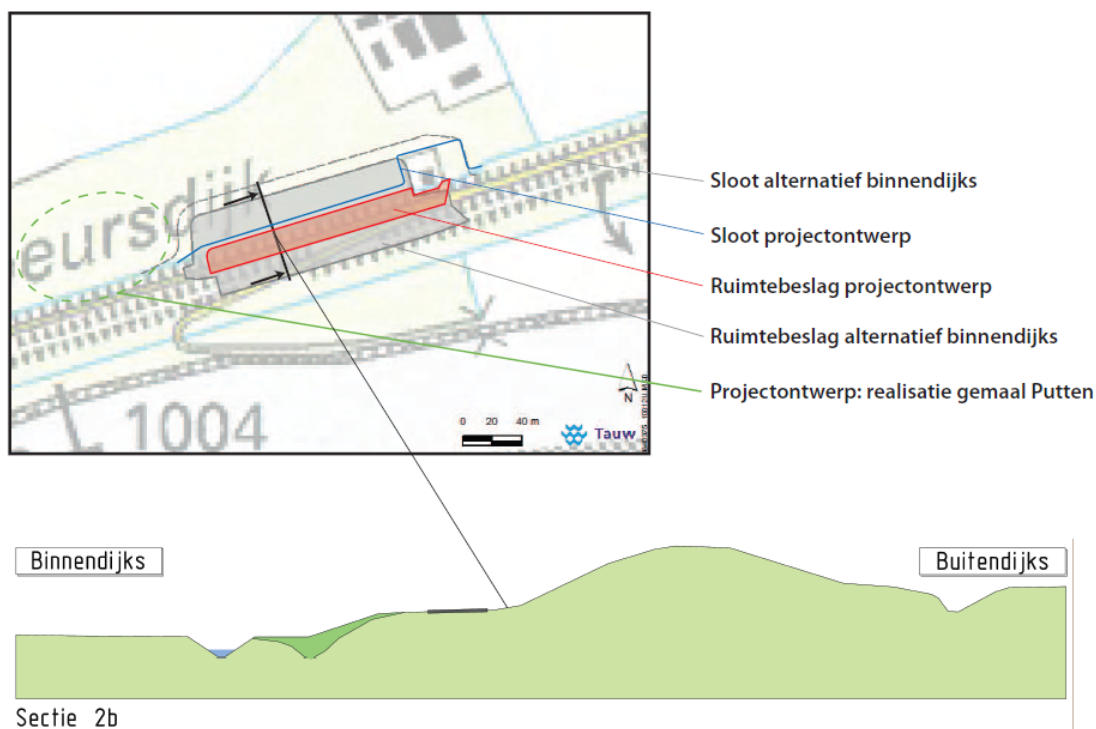 eursdijk
1004
N
0 20 40 m
Tauw
Sloot alternatief binnendijks
Sloot projectontwerp
Ruimtebeslag projectontwerp
Ruimtebeslag alternatief binnendijks
Projectontwerp: realisatie gemaal Putten
Binnendijks
Buitendijks
Sectie 2b